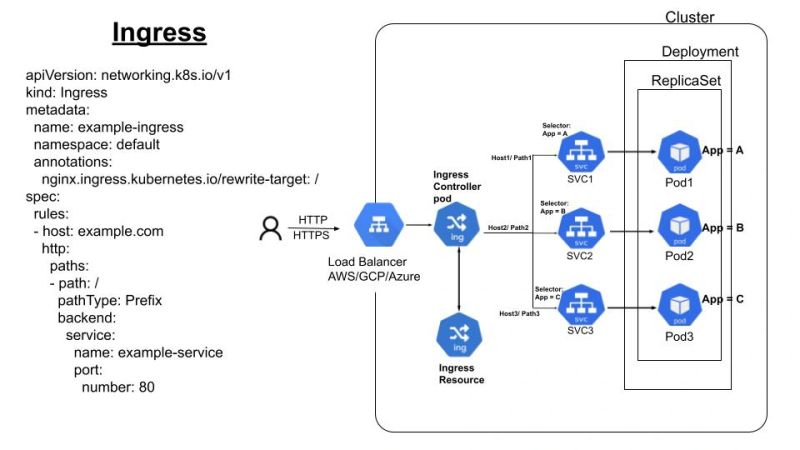 Ingress
apiVersion: networking.k8s.io/v1
kind: Ingress
metadata:
name: example-ingress
namespace: default
annotations:
nginx.ingress.kubernetes.io/rewrite-target: /
spec:
rules:
- host: example.com
http:
paths:
- path: /
pathType: Prefix
backend:
service:
name: example-service
port:
number: 80
HTTP
HTTPS
Load Balancer
AWS/GCP/Azure
Cluster
Deployment
ReplicaSet
Ingress
Controller
pod
ing
ing
Ingress
Resource
Host1/ Path1
Host2/ Path2
Host3/ Path3
Selector:
App = A
svc
SVC1
Selector:
App = B
svc
SVC2
Selector:
App = C
svc
SVC3
pod
App = A
Pod1
pod
App = B
Pod2
pod
App = C
Pod3